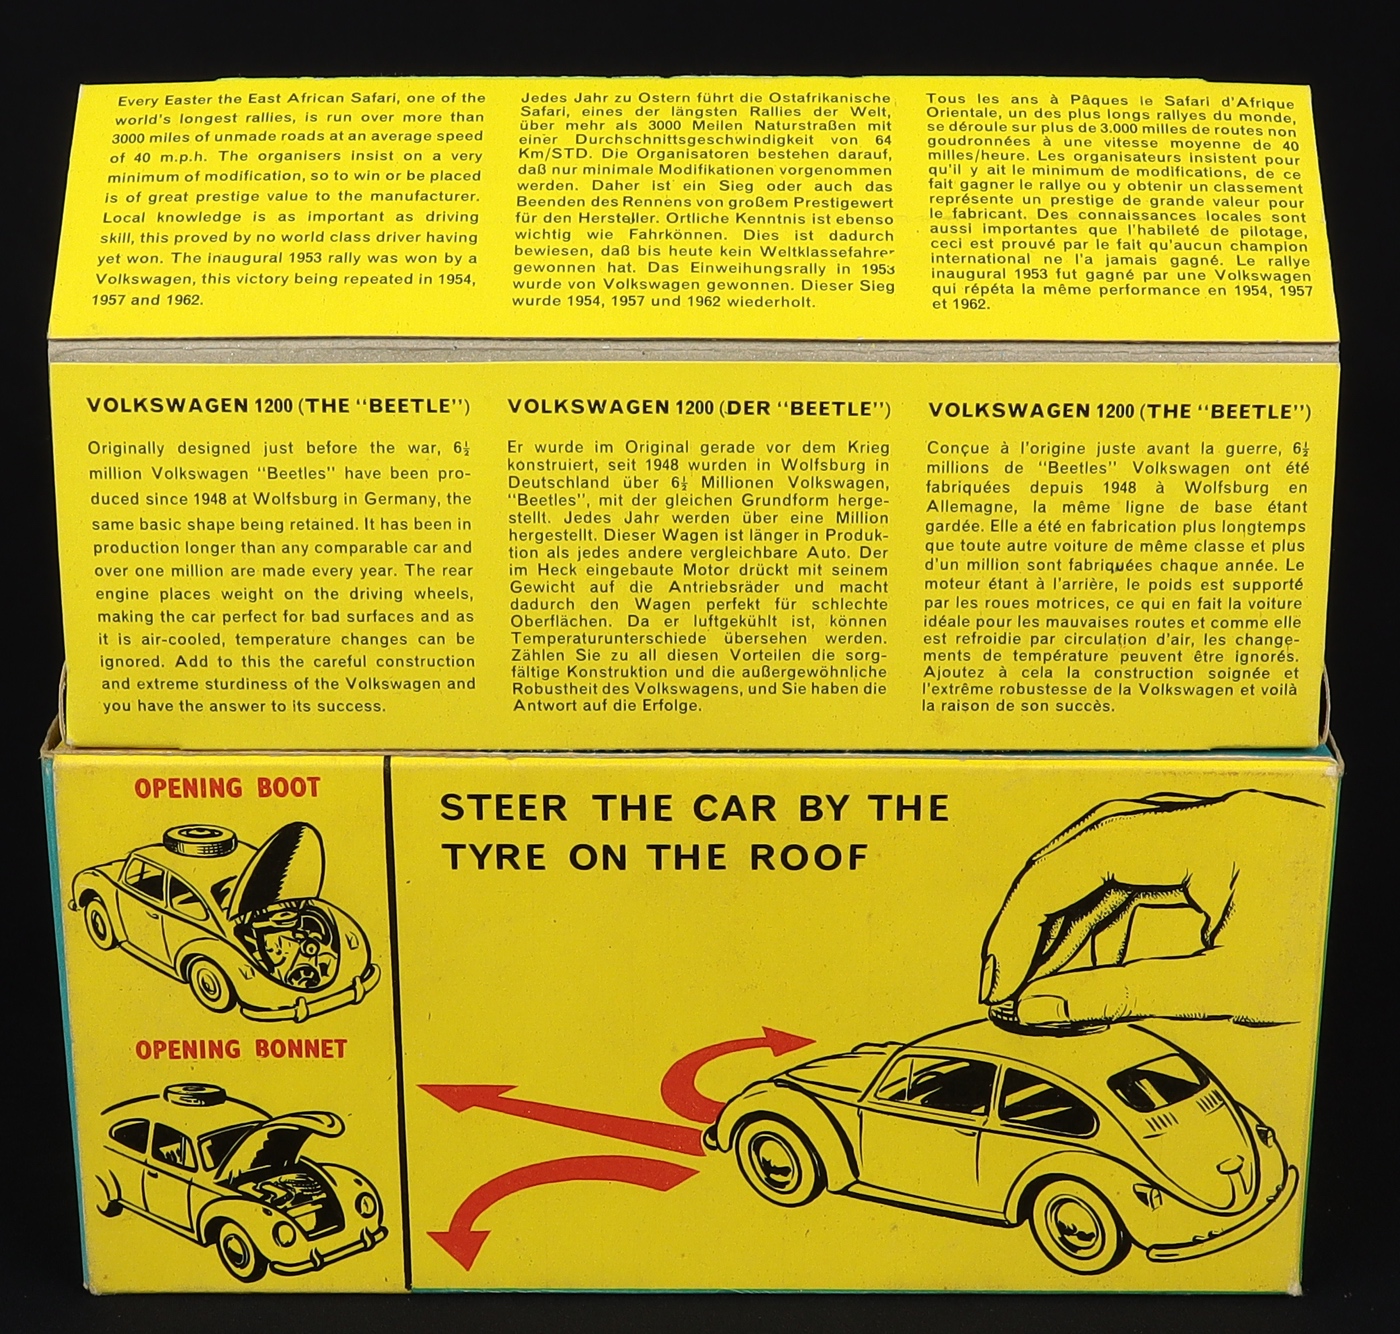 Every Easter the East African Safari, one of the
world's longest rallies, is run over more than
3000 miles of unmade roads at an average speed
of 40 m.p.h. The organisers insist on a very
minimum of modification, so to win or be placed
is of great prestige value to the manufacturer.
Local knowledge is as important as driving
skill, this proved by no world class driver having
yet won. The inaugural 1953 rally was won by a
Volkswagen, this victory being repeated in 1954,
1957 and 1962.
Jedes Jahr zu Ostern führt die Ostafrikanische
Safari, eines der längsten Rallies der Welt,
über mehr als 3000 Meilen Naturstraßen mit
einer Durchschnittsgeschwindigkeit von 64
Km/STD. Die Organisatoren bestehen darauf,
daß nur minimale Modifikationen vorgenommen
werden. Daher ist ein Sieg oder auch das
Beenden des Rennens von großem Prestigewert
für den Hersteller. Ortliche Kenntnis ist ebenso
wichtig wie Fahrkönnen. Dies ist dadurch
bewiesen, daß bis heute kein Weltklassefahrer
gewonnen hat. Das Einweihungsrally in 1953
wurde von Volkswagen gewonnen. Dieser Sieg
wurde 1954, 1957 und 1962 wiederholt.
Tous les ans à Pâques le Safari d'Afrique
Orientale, un des plus longs rallyes du monde,
se déroule sur plus de 3.000 milles de routes non
goudronnées à une vitesse moyenne de 40
milles/heure. Les organisateurs insistent pour
qu'il y ait le minimum de modifications, de ce
fait gagner le rallye ou y obtenir un classement
représente un prestige de grande valeur pour
le fabricant. Des connaissances locales sont
aussi importantes que l'habileté de pilotage,
ceci est prouvé par le fait qu'aucun champion
international ne l'a jamais gagné. Le rallye
inaugural 1953 fut gagné par une Volkswagen
qui répéta la même performance en 1954, 1957
et 1962.
VOLKSWAGEN 1200 (THE "BEETLE")
Originally designed just before the war, 6½
million Volkswagen "Beetles" have been pro-
duced since 1948 at Wolfsburg in Germany, the
same basic shape being retained. It has been in
production longer than any comparable car and
over one million are made every year. The rear
engine places weight on the driving wheels,
making the car perfect for bad surfaces and as
it is air-cooled, temperature changes can be
ignored. Add to this the careful construction
and extreme sturdiness of the Volkswagen and
you have the answer to its success.
VOLKSWAGEN 1200 (DER "BEETLE")
Er wurde im Original gerade vor dem Krieg
konstruiert, seit 1948 wurden in Wolfsburg in
Deutschland über 6½ Millionen Volkswagen,
"Beetles", mit der gleichen Grundform herge-
stellt. Jedes Jahr werden über eine Million
hergestellt. Dieser Wagen ist länger in Produk-
tion als jedes andere vergleichbare Auto. Der
im Heck eingebaute Motor drückt mit seinem
Gewicht auf die Antriebsräder und macht
dadurch den Wagen perfekt für schlechte
Oberflächen. Da er luftgekühlt ist, können
Temperaturunterschiede übersehen werden.
Zählen Sie zu all diesen Vorteilen die sorg-
fältige Konstruktion und die außergewöhnliche
Robustheit des Volkswagens, und Sie haben die
Antwort auf die Erfolge.
VOLKSWAGEN 1200 (THE "BEETLE")
Conçue à l'origine juste avant la guerre, 6½
millions de "Beetles" Volkswagen ont été
fabriquées depuis 1948 à Wolfsburg en
Allemagne, la même ligne de base étant
gardée. Elle a été en fabrication plus longtemps
que toute autre voiture de même classe et plus
d'un million sont fabriquées chaque année. Le
moteur étant à l'arrière, le poids est supporté
par les roues motrices, ce qui en fait la voiture
idéale pour les mauvaises routes et comme elle
est refroidie par circulation d'air, les change-
ments de température peuvent être ignorés.
Ajoutez à cela la construction soignée et
l'extrême robustesse de la Volkswagen et voilà
la raison de son succès.
OPENING BOOT
OPENING BONNET
STEER THE CAR BY THE
TYRE ON THE ROOF